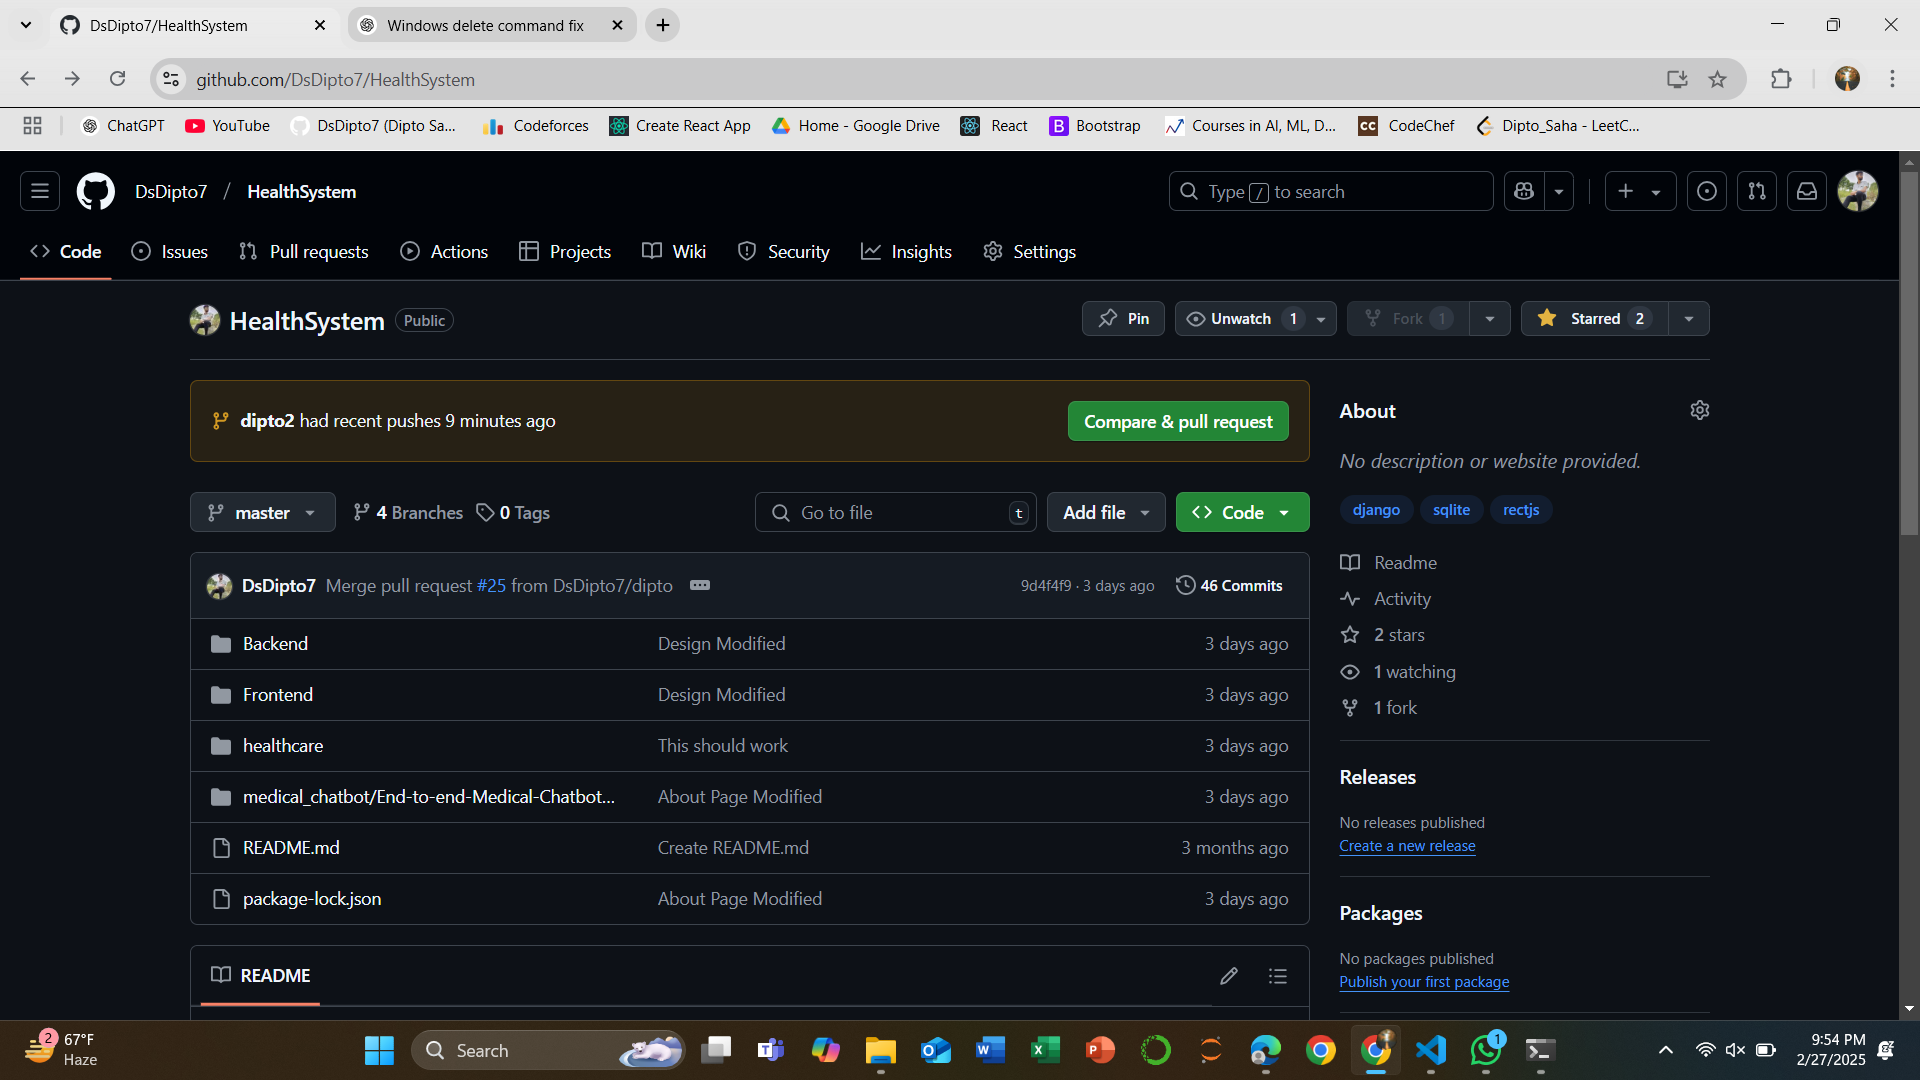 DsDipto7/HealthSystem
Windows delete command fix
github.com/DsDipto7/HealthSystem
ChatGPT
YouTube
DsDipto7 (Dipto Sa...
Codeforces
Create React App
Home - Google Drive
React
Bootstrap
Courses in AI, ML, D...
CC
CodeChef
Dipto_Saha - LeetC...
DsDipto7 / HealthSystem
Type / to search
Code
Issues
Pull requests
Actions
Projects
Wiki
Security
Insights
Settings
HealthSystem
Public
Pin
Unwatch 1
Fork 1
Starred 2
dipto2 had recent pushes 9 minutes ago
Compare & pull request
master
4 Branches
0 Tags
Go to file
t
Add file
Code
DsDipto7 Merge pull request #25 from DsDipto7/dipto
9d4f4f9 · 3 days ago
46 Commits
Backend
Design Modified
3 days ago
Frontend
Design Modified
3 days ago
healthcare
This should work
3 days ago
medical_chatbot/End-to-end-Medical-Chatbot...
About Page Modified
3 days ago
README.md
Create README.md
3 months ago
package-lock.json
About Page Modified
3 days ago
README
About
No description or website provided.
django
sqlite
rectjs
Readme
Activity
2 stars
1 watching
1 fork
Releases
No releases published
Create a new release
Packages
No packages published
Publish your first package
2
67°F
Haze
Search
1
9:54 PM
2/27/2025